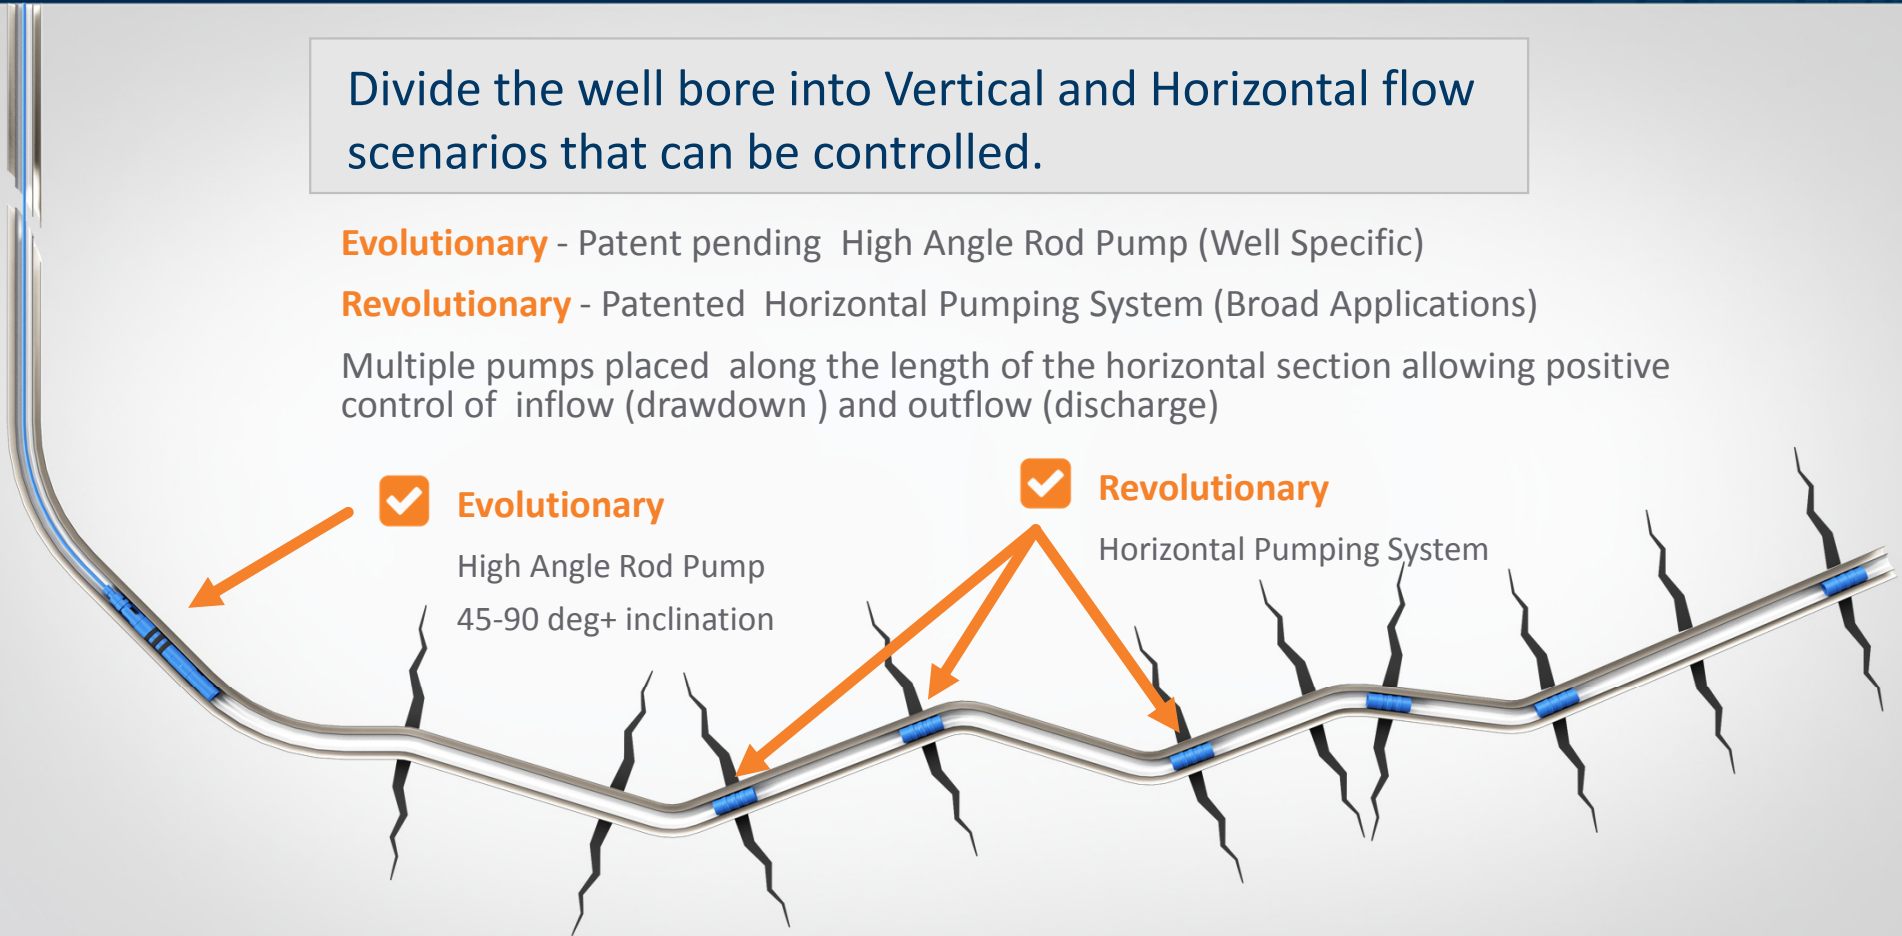 Divide the well bore into Vertical and Horizontal flow
scenarios that can be controlled.
Evolutionary - Patent pending  High Angle Rod Pump (Well Specific)
Revolutionary - Patented  Horizontal Pumping System (Broad Applications)
Multiple pumps placed  along the length of the horizontal section allowing positive
control of  inflow (drawdown ) and outflow (discharge)
Evolutionary
High Angle Rod Pump
45-90 deg+ inclination
Revolutionary
Horizontal Pumping System